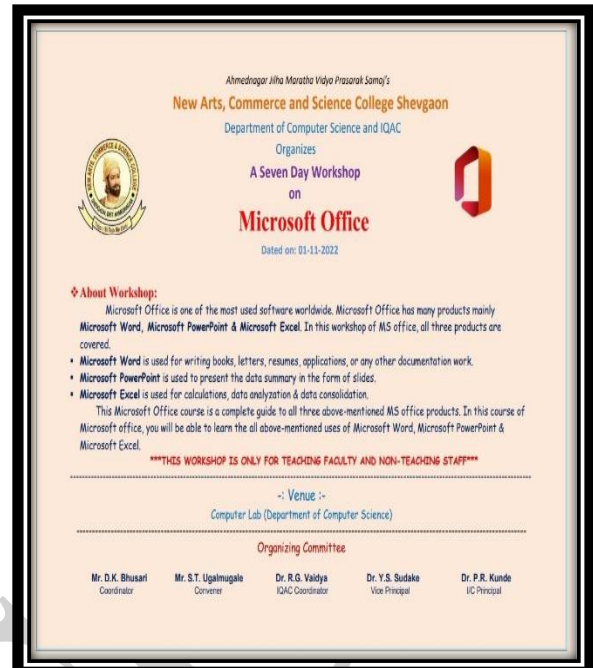 Ahmednagar Jilha Maratha Vidya Prasarak Samaj's
New Arts, Commerce and Science College Shevgaon
Department of Computer Science and IQAC
Organizes
A Seven Day Workshop
on
Microsoft Office
Dated on: 01-11-2022
NEW ARTS, COMMERCE & SCIENCE COLLEGE
❖About Workshop:
Microsoft Office is one of the most used software worldwide. Microsoft Office has many products mainly
Microsoft Word, Microsoft PowerPoint & Microsoft Excel. In this workshop of MS office, all three products are
covered.
• Microsoft Word is used for writing books, letters, resumes, applications, or any other documentation work.
• Microsoft PowerPoint is used to present the data summary in the form of slides.
• Microsoft Excel is used for calculations, data analyzation & data consolidation.
This Microsoft Office course is a complete guide to all three above-mentioned MS office products. In this course of
Microsoft office, you will be able to learn the all above-mentioned uses of Microsoft Word, Microsoft PowerPoint &
Microsoft Excel.
***THIS WORKSHOP IS ONLY FOR TEACHING FACULTY AND NON-TEACHING STAFF***
-: Venue :-
Computer Lab (Department of Computer Science)
Organizing Committee
Mr. D.K. Bhusari Mr. S.T. Ugalmugale Dr. R.G. Vaidya Dr. Y.S. Sudake Dr. P.R. Kunde
Coordinator Convener IQAC Coordinator Vice Principal I/C Principal